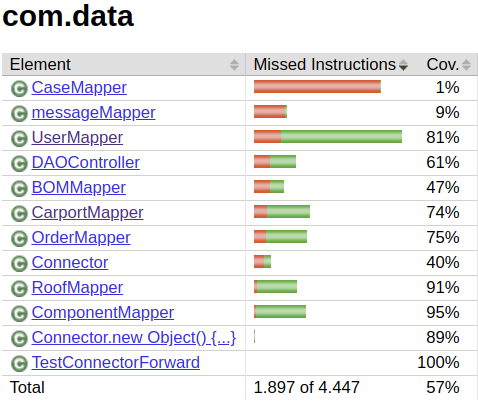 com.data
Element Missed Instructions Cov.
C CaseMapper 1%
C messageMapper 9%
C UserMapper 81%
C DAOController 61%
C BOMMapper 47%
C CarportMapper 74%
C OrderMapper 75%
C Connector 40%
C RoofMapper 91%
C ComponentMapper 95%
C Connector.new Object() {...} 89%
C TestConnectorForward 100%
Total 1.897 of 4.447 57%